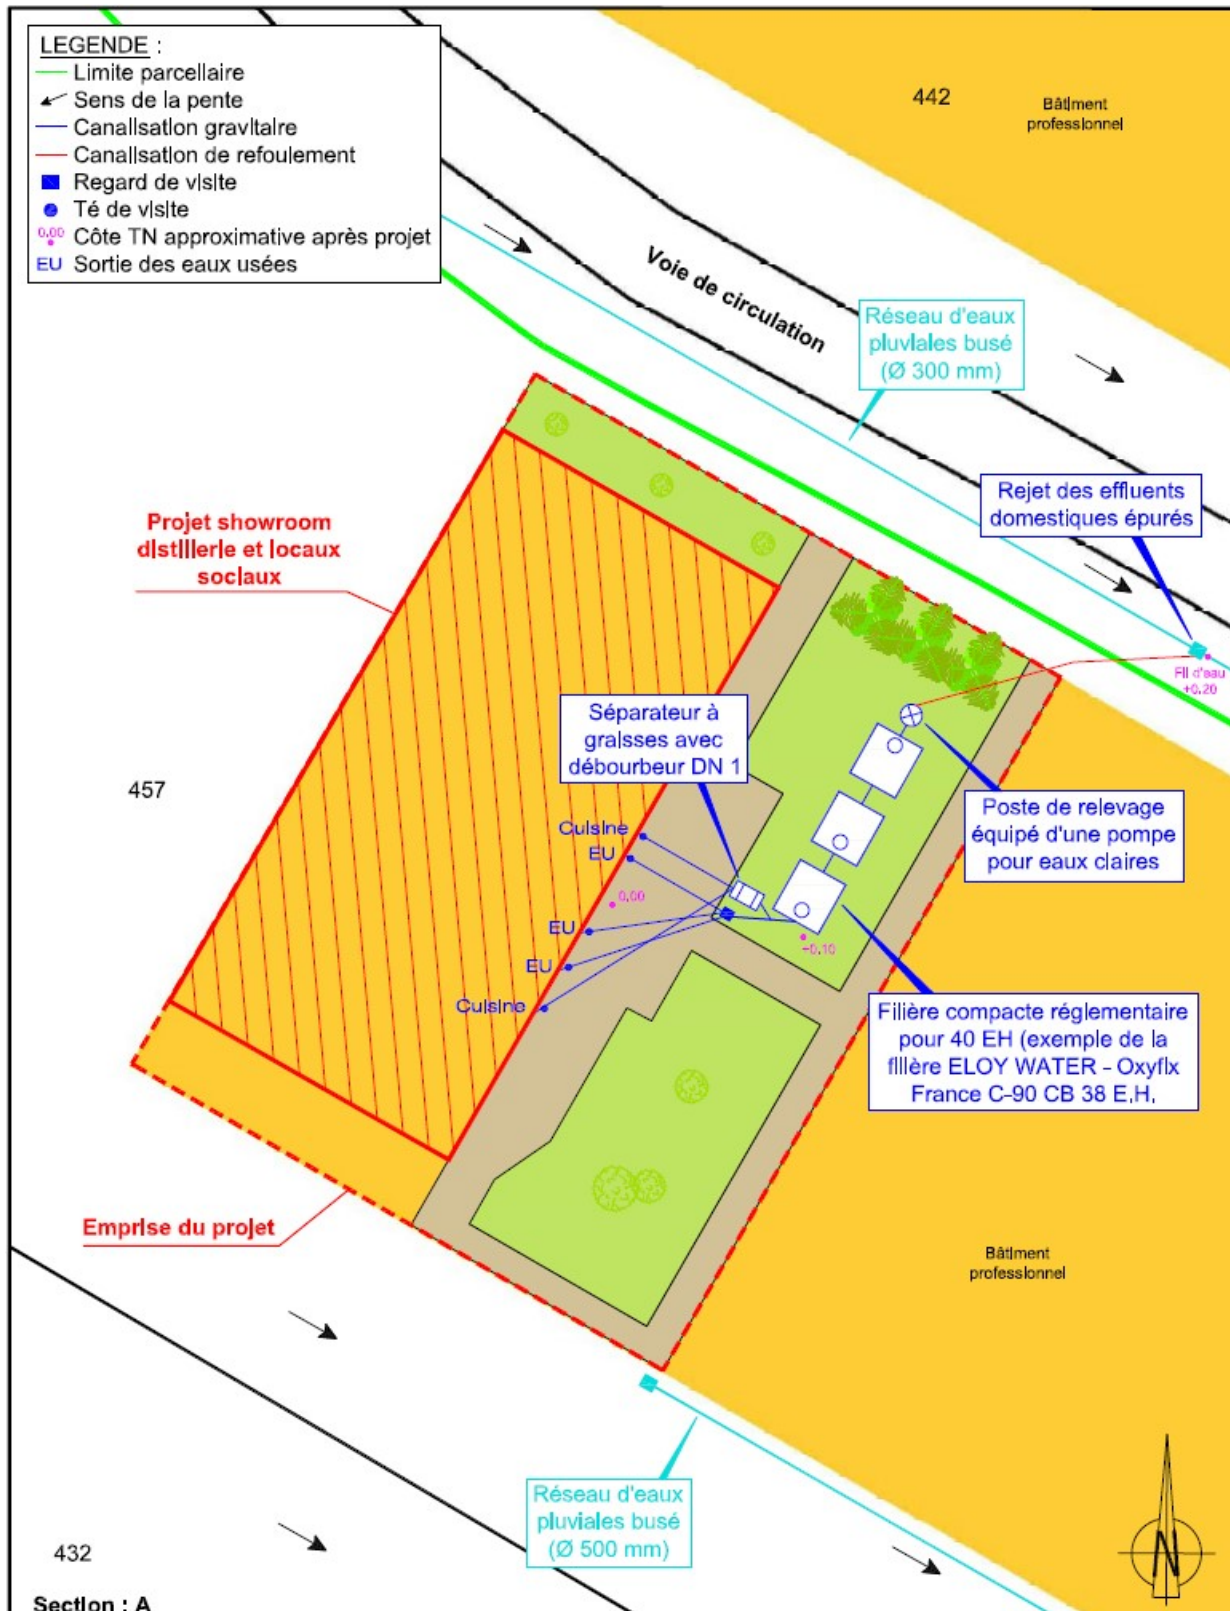 LEGENDE :
Limite parcellaire
Sens de la pente
Canalisation gravitaire
Canalisation de refoulement
Regard de visite
Té de visite
0.00 Côte TN approximative après projet
EU Sortie des eaux usées
442
Bâtiment
professionnel
Voie de circulation
Réseau d'eaux
pluviales busé
(Ø 300 mm)
Rejet des effluents
domestiques épurés
Projet showroom
distillerie et locaux
sociaux
Fil d'eau
+0.20
Séparateur à
graisses avec
débourbeur DN 1
457
Poste de relevage
équipé d'une pompe
pour eaux claires
Cuisine
EU
0.00
EU
EU
Cuisine
-0.10
Filière compacte réglementaire
pour 40 EH (exemple de la
filière ELOY WATER - Oxyfix
France C-90 CB 38 E.H.
Emprise du projet
Bâtiment
professionnel
Réseau d'eaux
pluviales busé
(Ø 500 mm)
432
N
Section : A